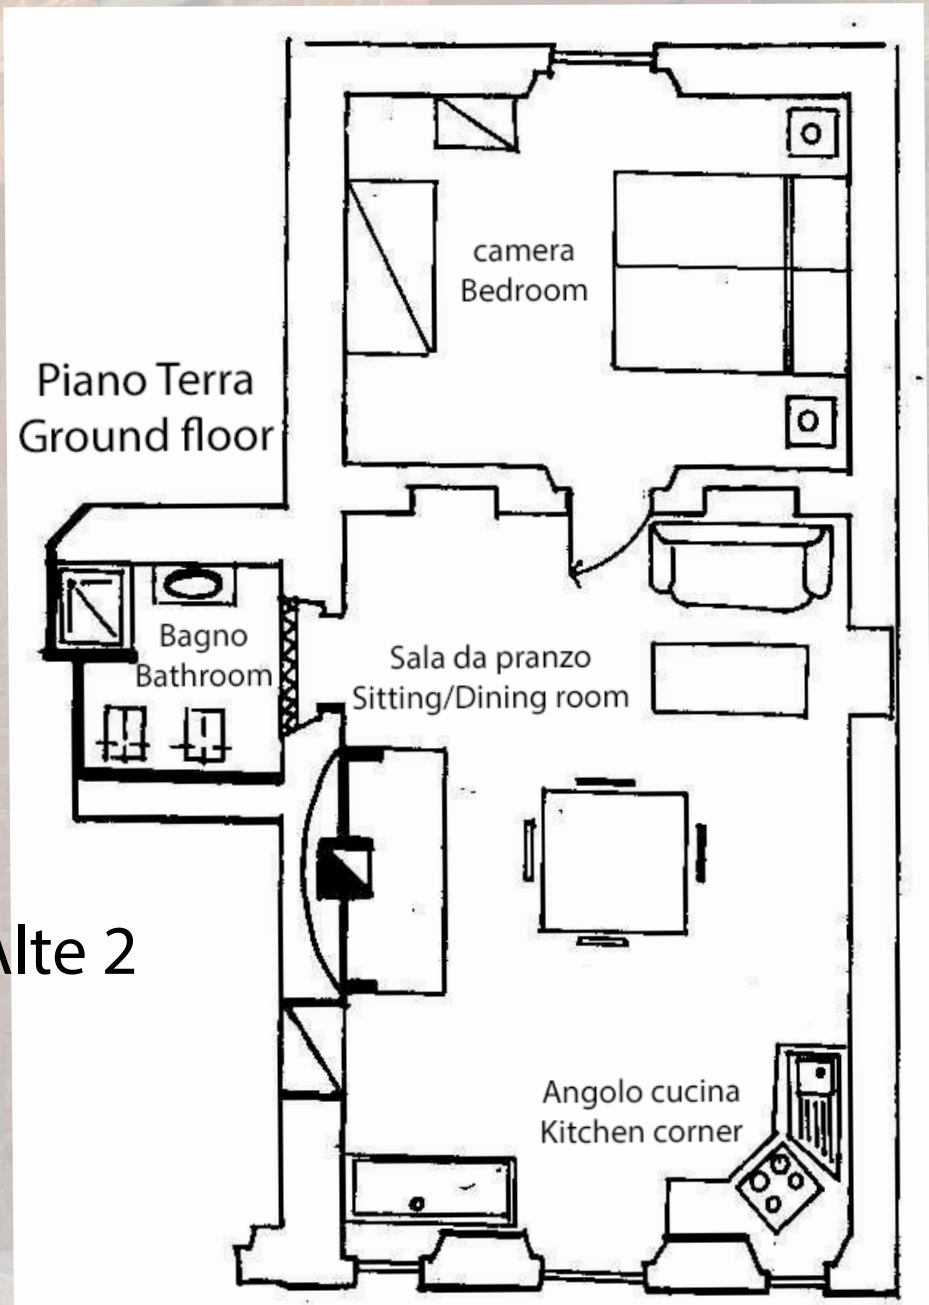 camera
Bedroom
Piano Terra
Ground floor
Bagno
Bathroom
Sala da pranzo
Sitting/Dining room
Alte 2
Angolo cucina
Kitchen corner